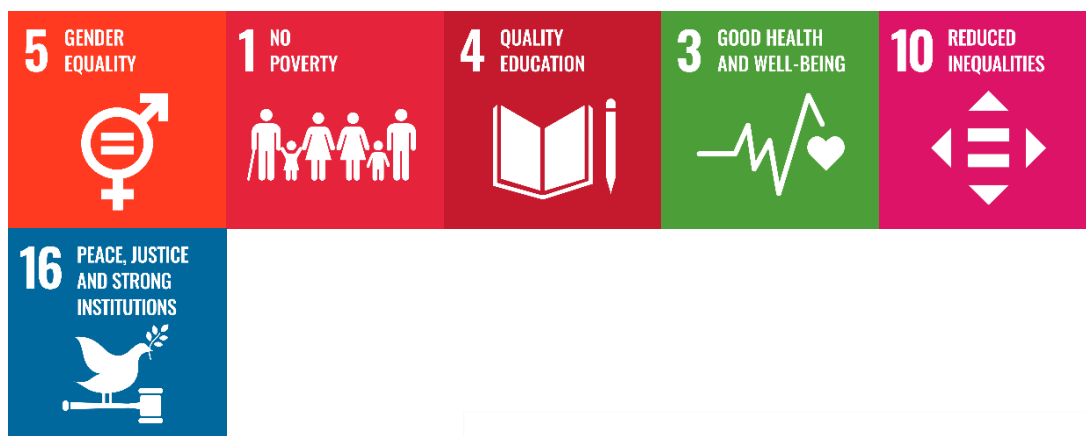 5 GENDER
EQUALITY
1 NO
POVERTY
4 QUALITY
EDUCATION
3 GOOD HEALTH
AND WELL-BEING
10 REDUCED
INEQUALITIES
16 PEACE, JUSTICE
AND STRONG
INSTITUTIONS